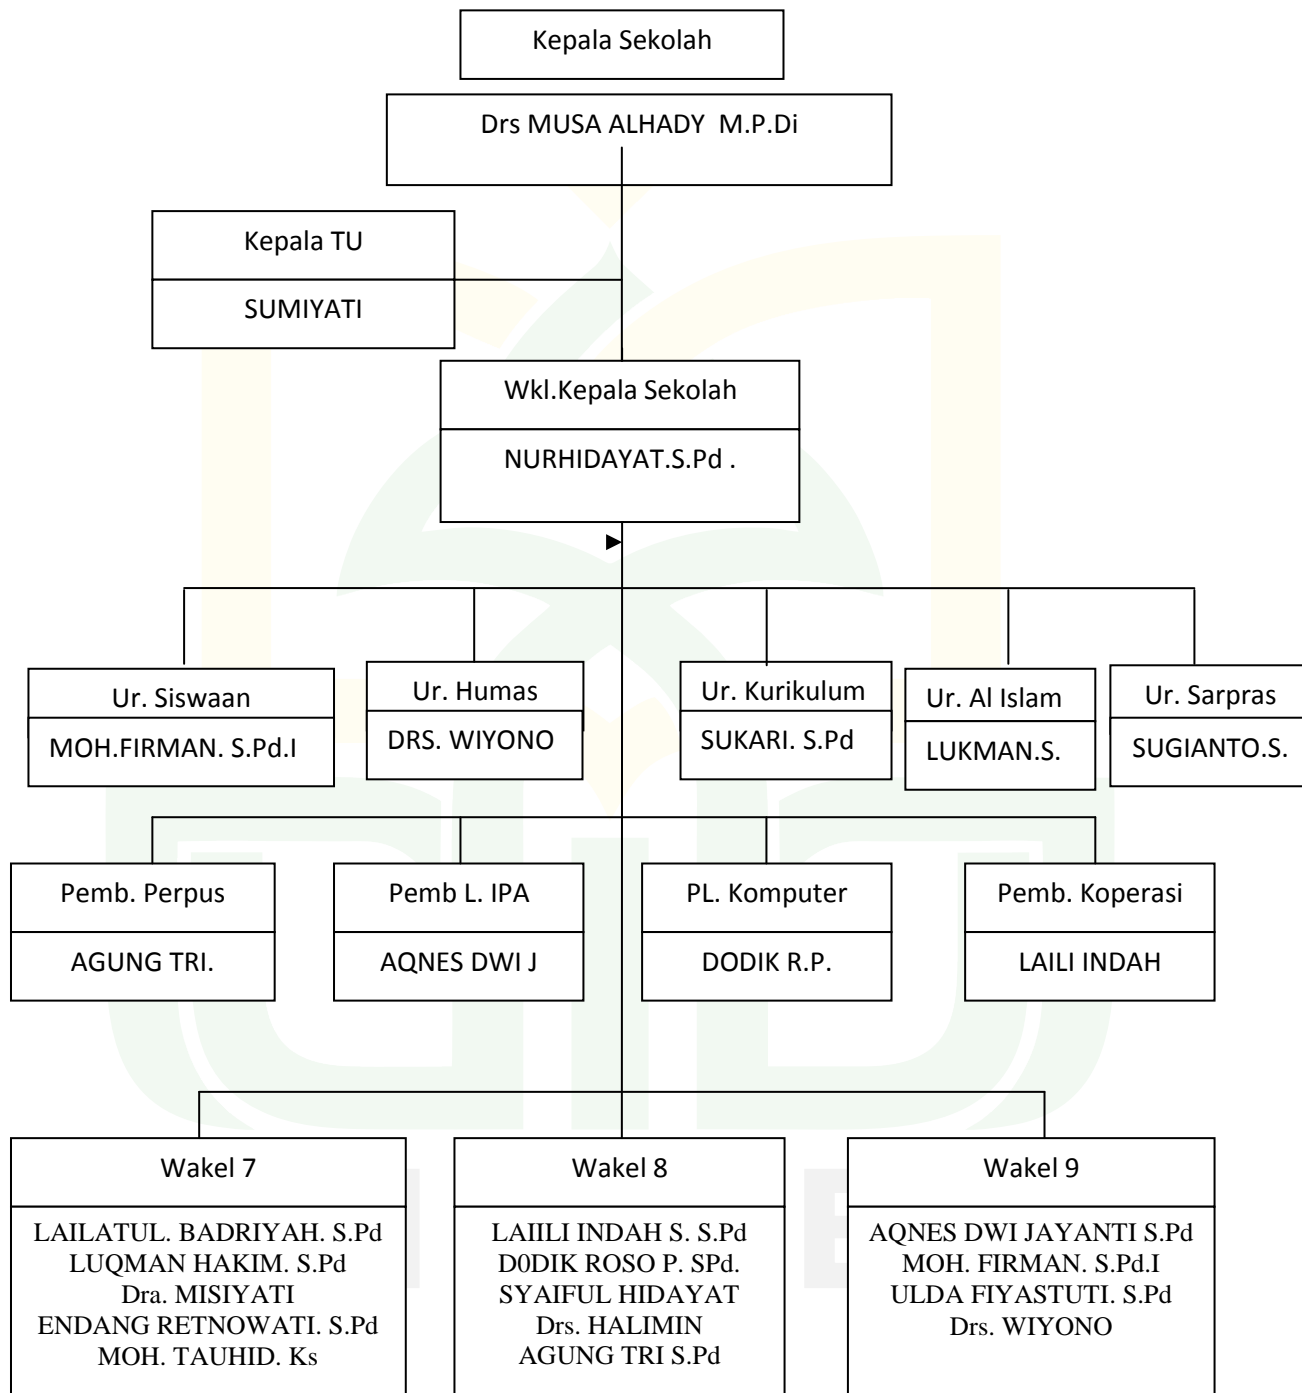 Kepala Sekolah
Drs MUSA ALHADY  M.P.Di
Kepala TU
SUMIYATI
Wkl.Kepala Sekolah
NURHIDAYAT.S.Pd .
Ur. Siswaan
MOH.FIRMAN. S.Pd.I
Ur. Humas
DRS. WIYONO
Ur. Kurikulum
SUKARI. S.Pd
Ur. Al Islam
LUKMAN.S.
Ur. Sarpras
SUGIANTO.S.
Pemb. Perpus
AGUNG TRI.
Pemb L. IPA
AQNES DWI J
PL. Komputer
DODIK R.P.
Pemb. Koperasi
LAILI INDAH
Wakel 7
LAILATUL. BADRIYAH. S.Pd
LUQMAN HAKIM. S.Pd
Dra. MISIYATI
ENDANG RETNOWATI. S.Pd
MOH. TAUHID. Ks
Wakel 8
LAIILI INDAH S. S.Pd
D0DIK ROSO P. SPd.
SYAIFUL HIDAYAT
Drs. HALIMIN
AGUNG TRI S.Pd
Wakel 9
AQNES DWI JAYANTI S.Pd
MOH. FIRMAN. S.Pd.I
ULDA FIYASTUTI. S.Pd
Drs. WIYONO